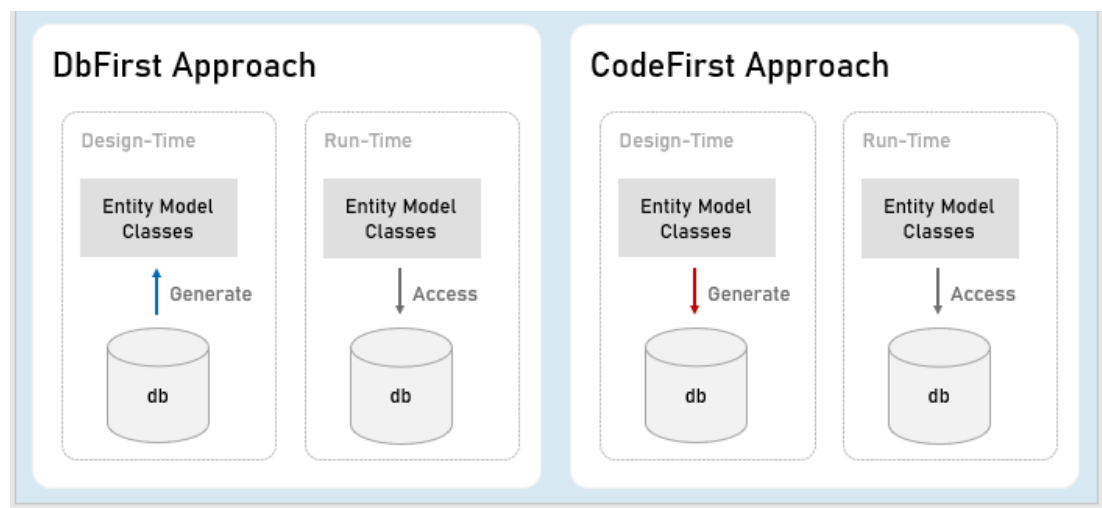 DbFirst Approach
Design-Time
Entity Model
Classes
Generate
db
Run-Time
Entity Model
Classes
Access
db
CodeFirst Approach
Design-Time
Entity Model
Classes
Generate
db
Run-Time
Entity Model
Classes
Access
db